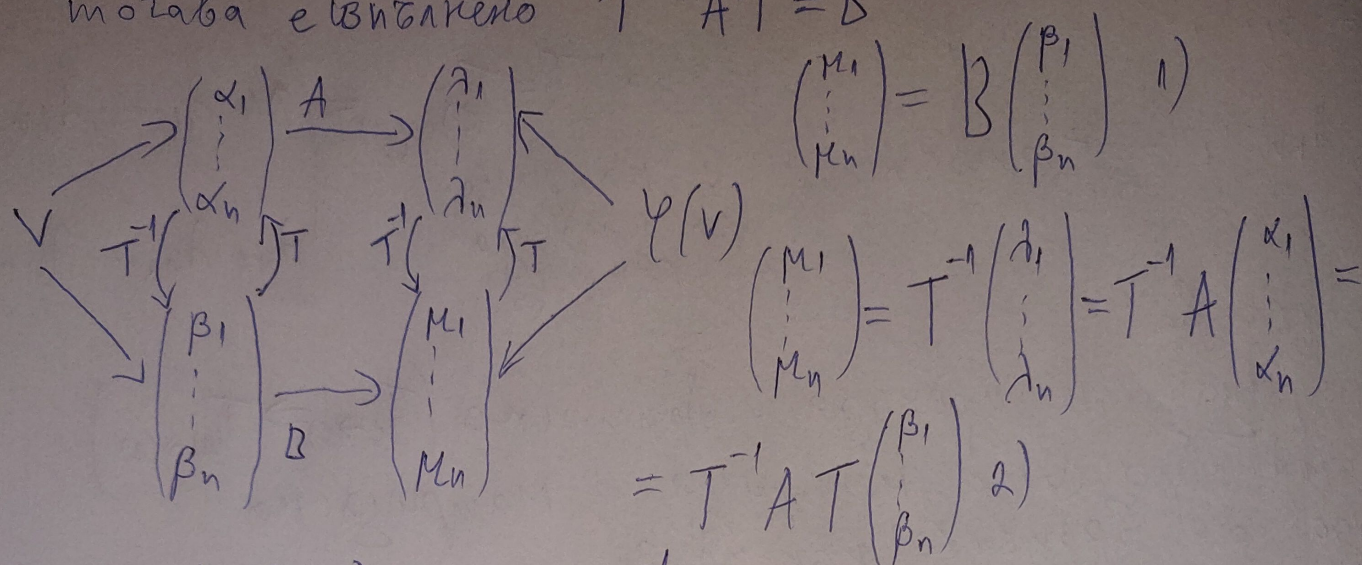 тогава е изпълнено T⁻¹ A T = B
V
(α₁ ⋮ αₙ) A → (λ₁ ⋮ λₙ)
T⁻¹ T T⁻¹ T
φ(V)
(β₁ ⋮ βₙ) B → (μ₁ ⋮ μₙ)
(μ₁ ⋮ μₙ) = B (β₁ ⋮ βₙ) 1)
(μ₁ ⋮ μₙ) = T⁻¹ (λ₁ ⋮ λₙ) = T⁻¹ A (α₁ ⋮ αₙ) =
= T⁻¹ A T (β₁ ⋮ βₙ) 2)